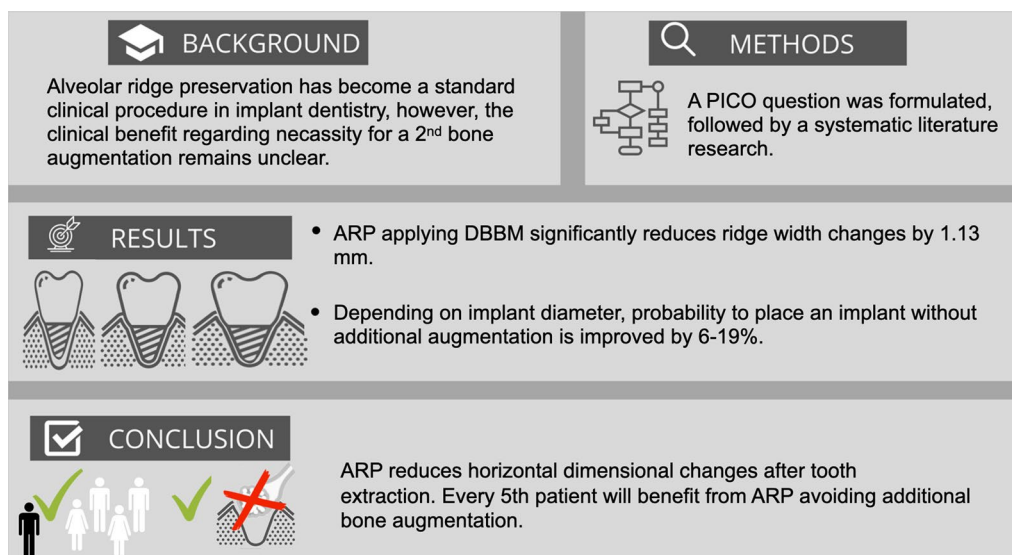 BACKGROUND
Alveolar ridge preservation has become a standard
clinical procedure in implant dentistry, however, the
clinical benefit regarding necassity for a 2nd bone
augmentation remains unclear.
METHODS
A PICO question was formulated,
followed by a systematic literature
research.
RESULTS
• ARP applying DBBM significantly reduces ridge width changes by 1.13
mm.
• Depending on implant diameter, probability to place an implant without
additional augmentation is improved by 6-19%.
CONCLUSION
ARP reduces horizontal dimensional changes after tooth
extraction. Every 5th patient will benefit from ARP avoiding additional
bone augmentation.